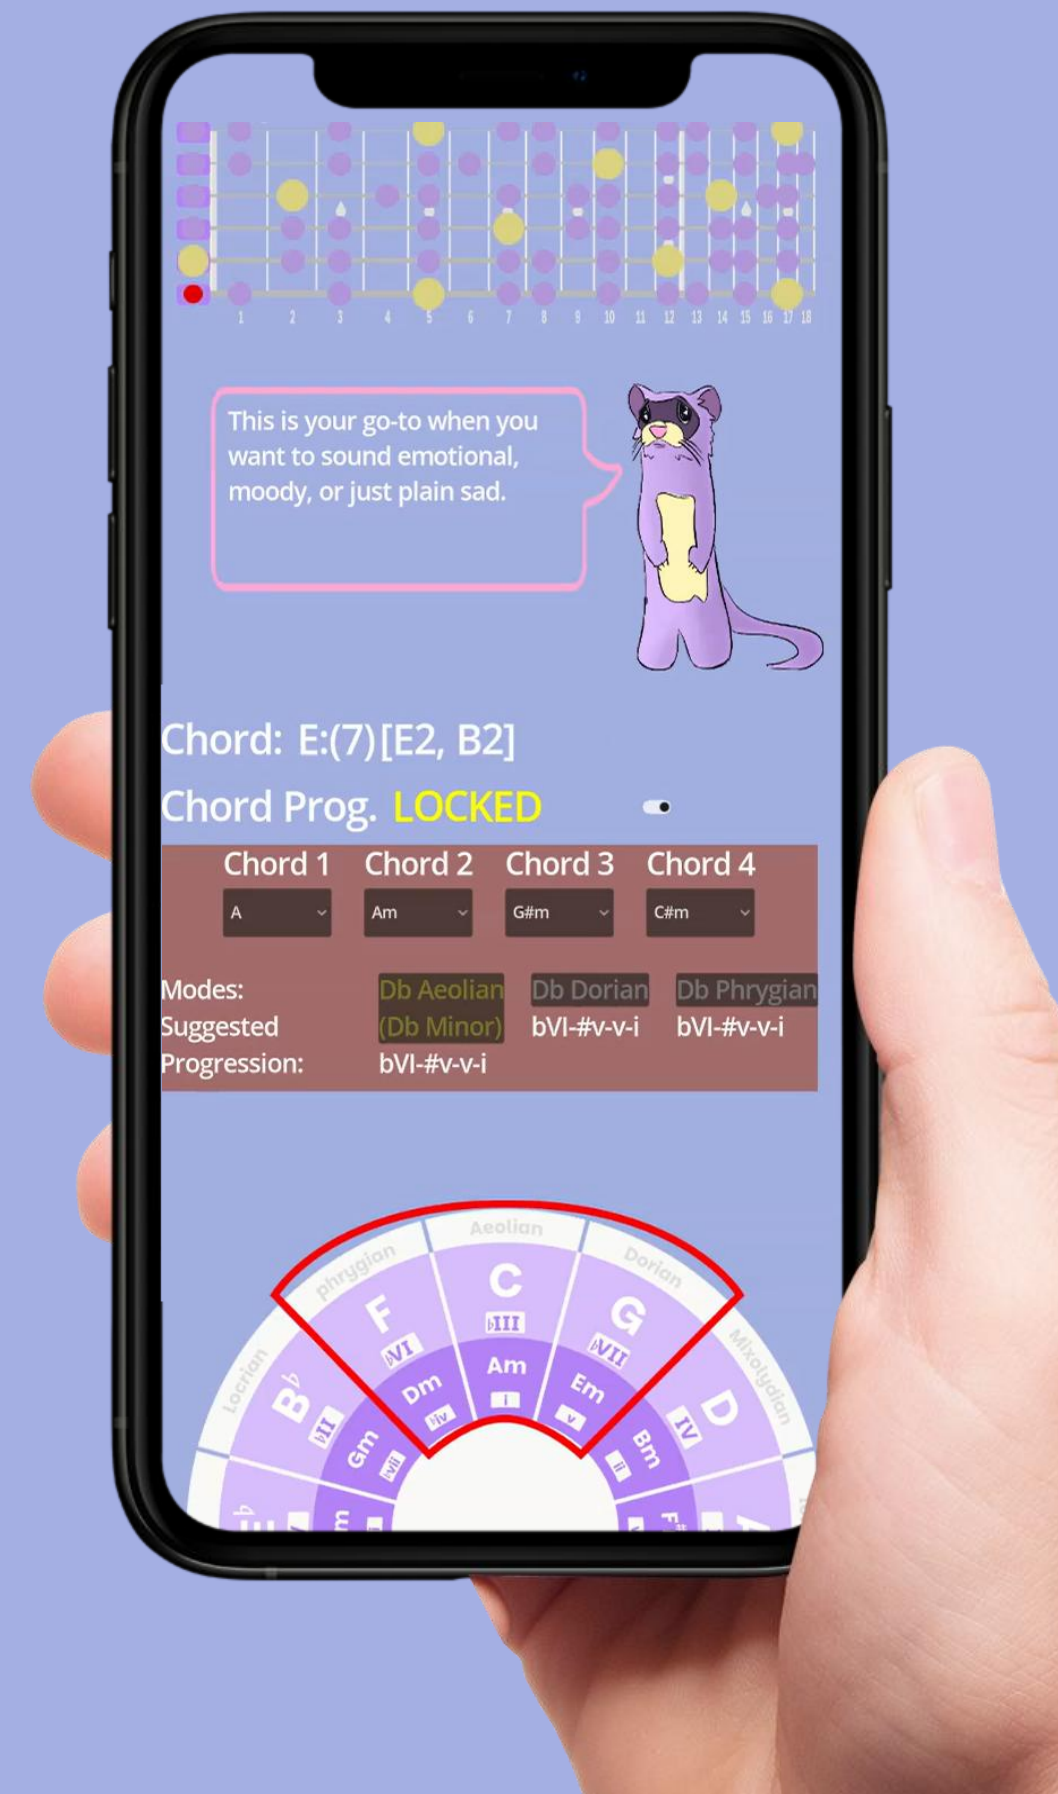 1 2 3 4 5 6 7 8 9 10 11 12 13 14 15 16 17 18
This is your go-to when you
want to sound emotional,
moody, or just plain sad.
Chord: E:(7)[E2, B2]
Chord Prog. LOCKED
Chord 1 Chord 2 Chord 3 Chord 4
A Am G#m C#m
Modes: Db Aeolian Db Dorian Db Phrygian
Suggested (Db Minor) bVI-#v-v-i bVI-#v-v-i
Progression: bVI-#v-v-i
Locrian phrygian Aeolian Dorian Mixolydian
B♭ F C G D
♭II ♭VI ♭III ♭VII IV
Gm Dm Am Em Bm
♭vii ♭iv i v ii